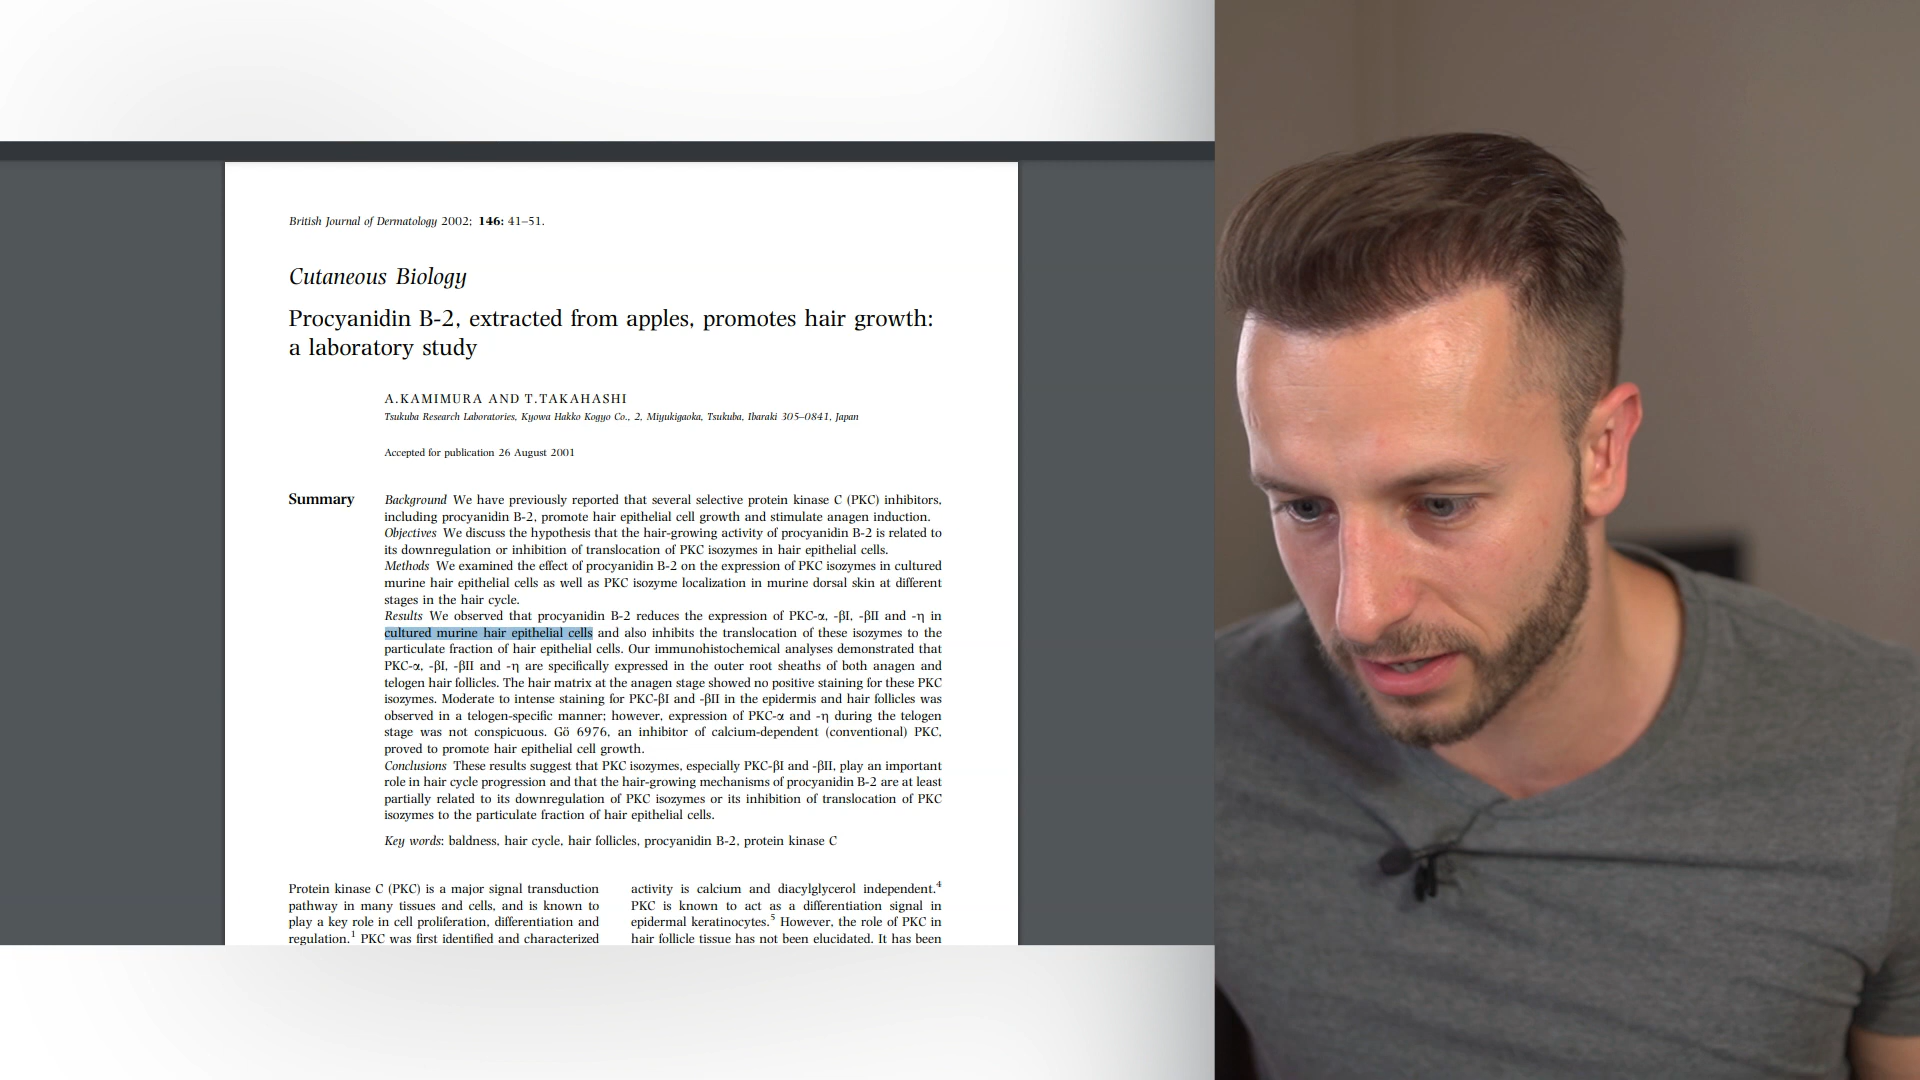 British Journal of Dermatology 2002; 146: 41–51.
Cutaneous Biology
Procyanidin B-2, extracted from apples, promotes hair growth:
a laboratory study
A.KAMIMURA AND T.TAKAHASHI
Tsukuba Research Laboratories, Kyowa Hakko Kogyo Co., 2, Miyukigaoka, Tsukuba, Ibaraki 305–0841, Japan
Accepted for publication 26 August 2001
Summary
Background We have previously reported that several selective protein kinase C (PKC) inhibitors,
including procyanidin B-2, promote hair epithelial cell growth and stimulate anagen induction.
Objectives We discuss the hypothesis that the hair-growing activity of procyanidin B-2 is related to
its downregulation or inhibition of translocation of PKC isozymes in hair epithelial cells.
Methods We examined the effect of procyanidin B-2 on the expression of PKC isozymes in cultured
murine hair epithelial cells as well as PKC isozyme localization in murine dorsal skin at different
stages in the hair cycle.
Results We observed that procyanidin B-2 reduces the expression of PKC-α, -βI, -βII and -η in
cultured murine hair epithelial cells and also inhibits the translocation of these isozymes to the
particulate fraction of hair epithelial cells. Our immunohistochemical analyses demonstrated that
PKC-α, -βI, -βII and -η are specifically expressed in the outer root sheaths of both anagen and
telogen hair follicles. The hair matrix at the anagen stage showed no positive staining for these PKC
isozymes. Moderate to intense staining for PKC-βI and -βII in the epidermis and hair follicles was
observed in a telogen-specific manner; however, expression of PKC-α and -η during the telogen
stage was not conspicuous. Gö 6976, an inhibitor of calcium-dependent (conventional) PKC,
proved to promote hair epithelial cell growth.
Conclusions These results suggest that PKC isozymes, especially PKC-βI and -βII, play an important
role in hair cycle progression and that the hair-growing mechanisms of procyanidin B-2 are at least
partially related to its downregulation of PKC isozymes or its inhibition of translocation of PKC
isozymes to the particulate fraction of hair epithelial cells.
Key words: baldness, hair cycle, hair follicles, procyanidin B-2, protein kinase C
Protein kinase C (PKC) is a major signal transduction
pathway in many tissues and cells, and is known to
play a key role in cell proliferation, differentiation and
regulation.1 PKC was first identified and characterized
activity is calcium and diacylglycerol independent.4
PKC is known to act as a differentiation signal in
epidermal keratinocytes.5 However, the role of PKC in
hair follicle tissue has not been elucidated. It has been